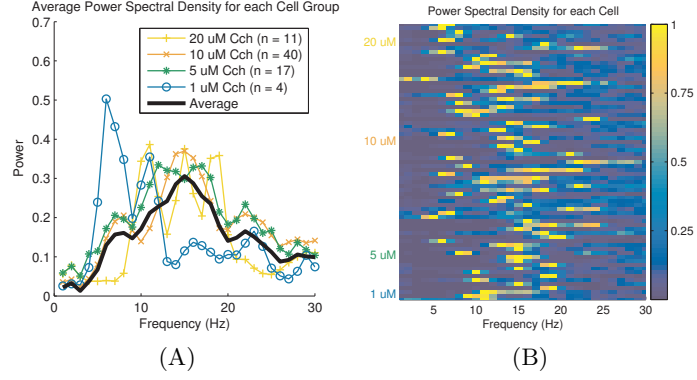 Average Power Spectral Density for each Cell Group
0.7
0.6
0.5
0.4
0.3
0.2
0.1
0
Power
20 uM Cch (n = 11)
10 uM Cch (n = 40)
5 uM Cch (n = 17)
1 uM Cch (n = 4)
Average
0 10 20 30
Frequency (Hz)
(A)
Power Spectral Density for each Cell
20 uM
10 uM
5 uM
1 uM
5 10 15 20 25 30
Frequency (Hz)
1
0.75
0.5
0.25
0
(B)